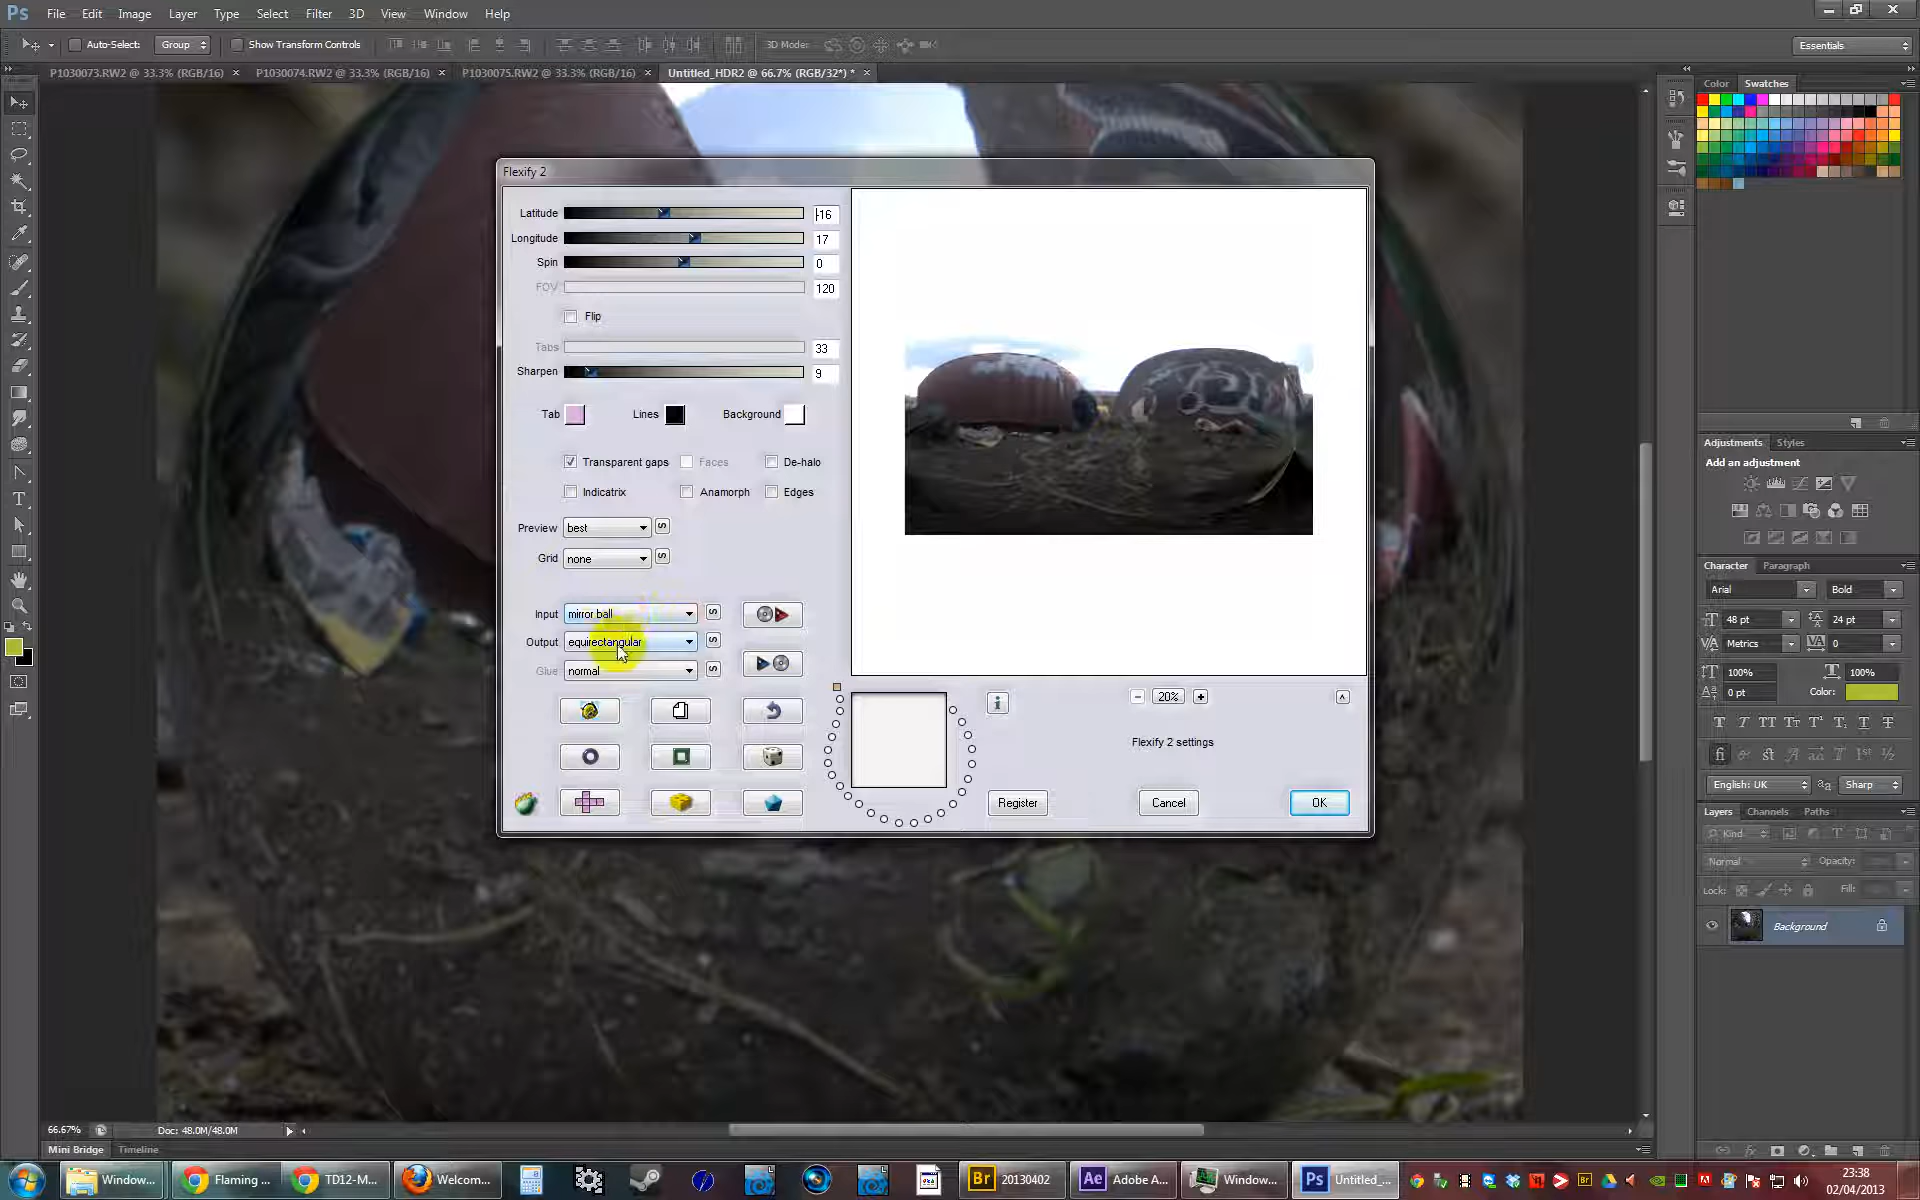 Ps File Edit Image Layer Type Select Filter 3D View Window Help
Auto-Select: Group Show Transform Controls 3D Mode: Essentials
P1030073.RW2 @ 33.3% (RGB/16) × P1030074.RW2 @ 33.3% (RGB/16) × P1030075.RW2 @ 33.3% (RGB/16) × Untitled_HDR2 @ 66.7% (RGB/32*) * ×
Color Swatches
Flexify 2
Latitude -16
Longitude 17
Spin 0
FOV 120
Flip
Tabs 33
Sharpen 9
Tab Lines Background
Transparent gaps Faces De-halo
Indicatrix Anamorph Edges
Preview best S
Grid none S
Input mirror ball S
Output equirectangular S
Glue normal S
20%
Flexify 2 settings
Register Cancel OK
Adjustments Styles
Add an adjustment
Character Paragraph
Arial Bold
48 pt 24 pt
Metrics 0
100% 100%
0 pt Color:
English: UK Sharp
Layers Channels Paths
Kind
Normal Opacity:
Lock: Fill:
Background
66.67% Doc: 48.0M/48.0M
Mini Bridge Timeline
Window... Flaming ... TD12-M... Welcom... Br 20130402 Ae Adobe A... Window... Ps Untitled_...
23:38
02/04/2013